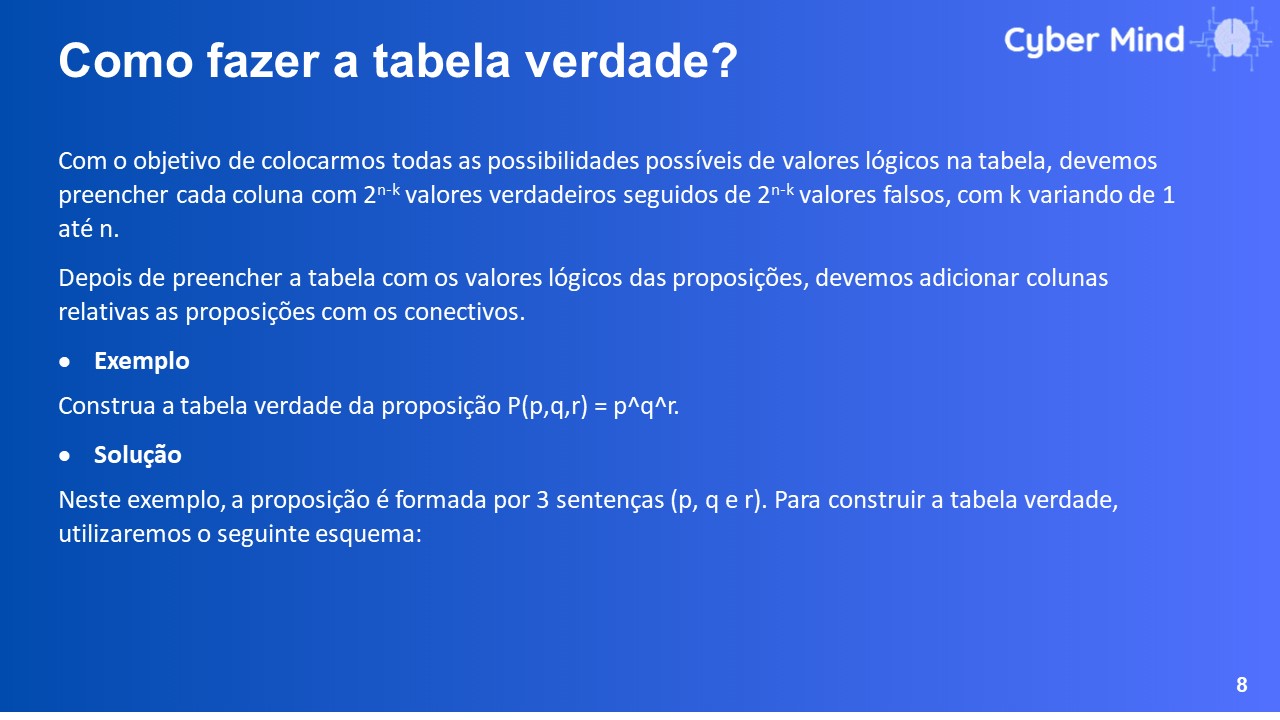 Como fazer a tabela verdade?
Cyber Mind
Com o objetivo de colocarmos todas as possibilidades possíveis de valores lógicos na tabela, devemos
preencher cada coluna com 2ⁿ⁻ᵏ valores verdadeiros seguidos de 2ⁿ⁻ᵏ valores falsos, com k variando de 1
até n.
Depois de preencher a tabela com os valores lógicos das proposições, devemos adicionar colunas
relativas as proposições com os conectivos.
● Exemplo
Construa a tabela verdade da proposição P(p,q,r) = p^q^r.
● Solução
Neste exemplo, a proposição é formada por 3 sentenças (p, q e r). Para construir a tabela verdade,
utilizaremos o seguinte esquema:
8